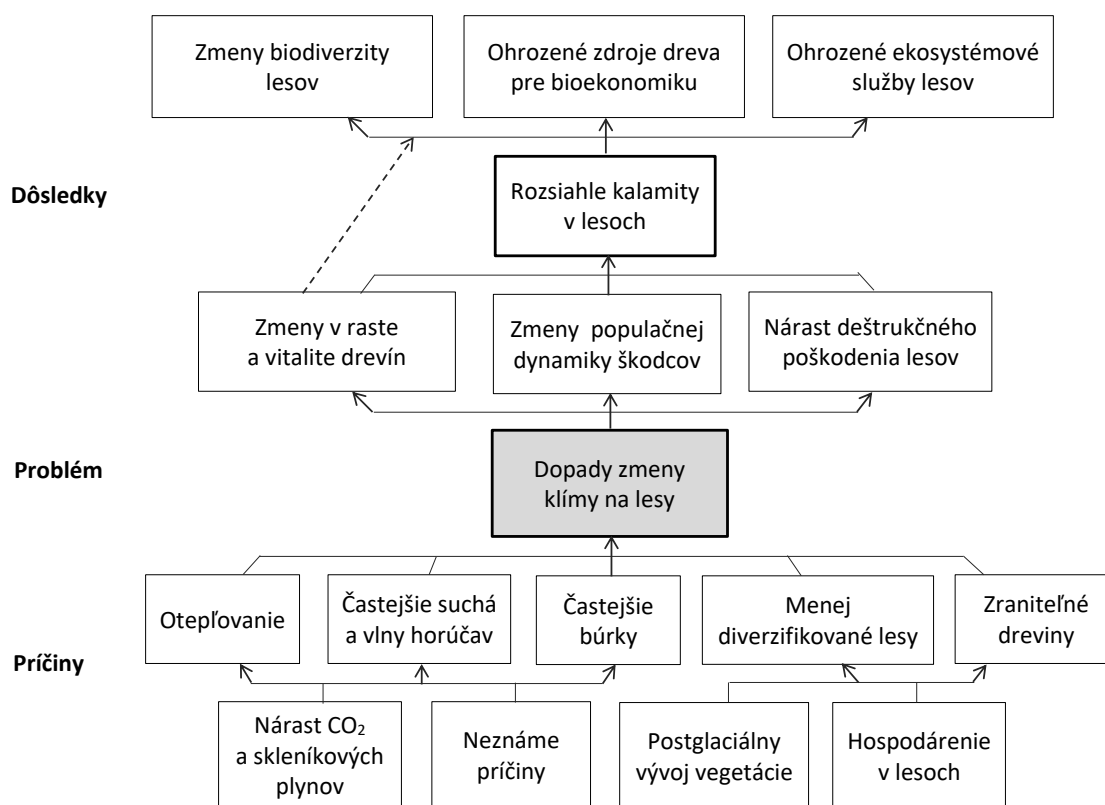 Zmeny biodiverzity
lesov
Ohrozené zdroje dreva
pre bioekonomiku
Ohrozené ekosystémové
služby lesov
Dôsledky
Rozsiahle kalamity
v lesoch
Zmeny v raste
a vitalite drevín
Zmeny populačnej
dynamiky škodcov
Nárast deštrukčného
poškodenia lesov
Problém
Dopady zmeny
klímy na lesy
Otepľovanie
Častejšie suchá
a vlny horúčav
Častejšie
búrky
Menej
diverzifikované lesy
Zraniteľné
dreviny
Príčiny
Nárast CO₂
a skleníkových
plynov
Neznáme
príčiny
Postglaciálny
vývoj vegetácie
Hospodárenie
v lesoch